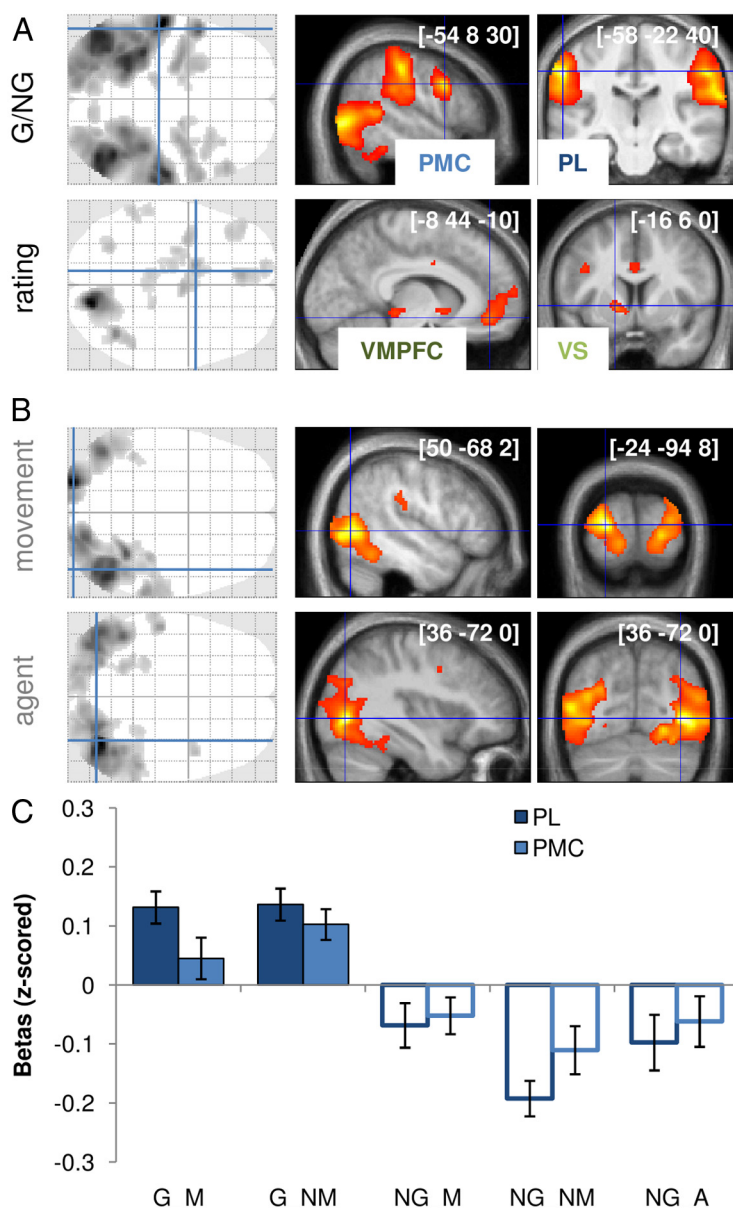 A
G/NG
[-54 8 30]
PMC
[-58 -22 40]
PL
rating
[-8 44 -10]
VMPFC
[-16 6 0]
VS
B
movement
[50 -68 2]
[-24 -94 8]
agent
[36 -72 0]
[36 -72 0]
C
PL
PMC
Betas (z-scored)
0.3
0.2
0.1
0
-0.1
-0.2
-0.3
G M
G NM
NG M
NG NM
NG A